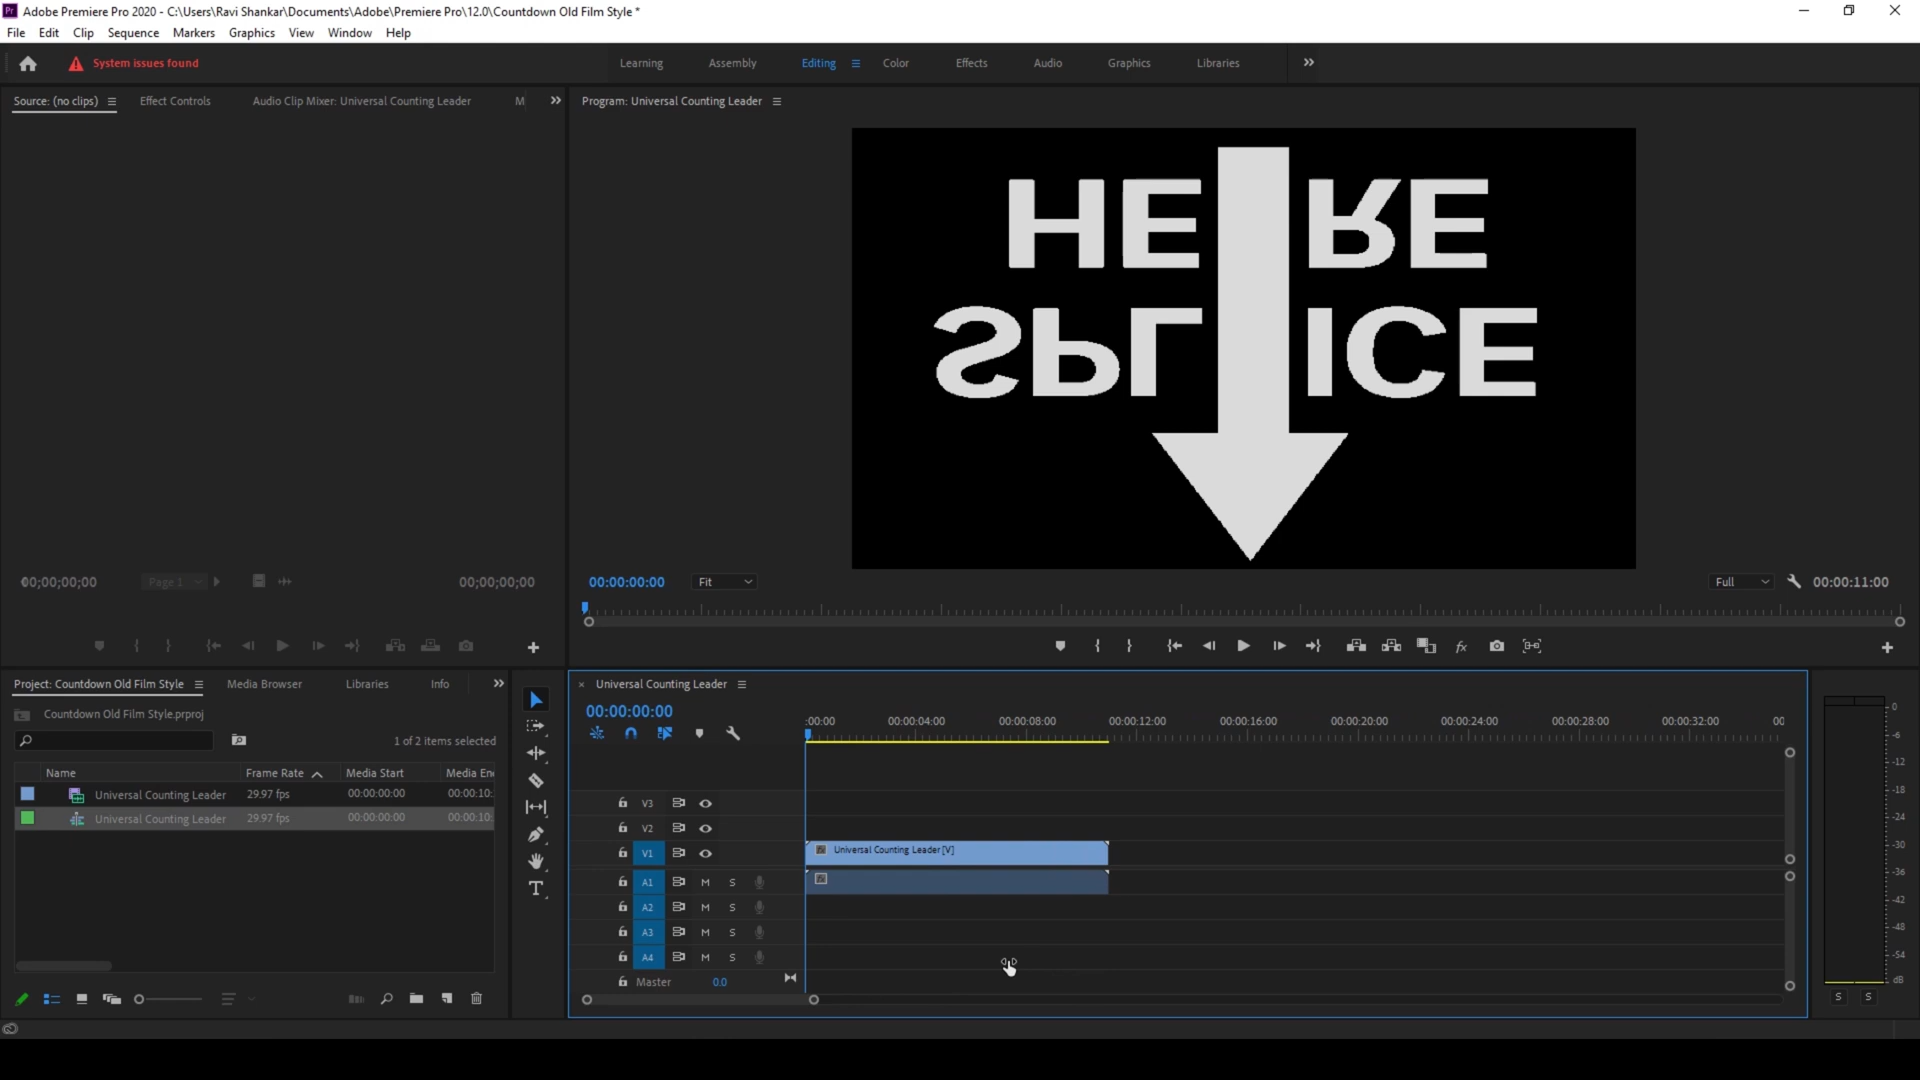 Pr Adobe Premiere Pro 2020 - C:\Users\Ravi Shankar\Documents\Adobe\Premiere Pro\12.0\Countdown Old Film Style *
File Edit Clip Sequence Markers Graphics View Window Help
System issues found Learning Assembly Editing Color Effects Audio Graphics Libraries
Source: (no clips) Effect Controls Audio Clip Mixer: Universal Counting Leader M
Program: Universal Counting Leader
HERE
SPLICE
00;00;00;00 Page 1 00;00;00;00
00:00:00:00 Fit Full 00:00:11:00
Project: Countdown Old Film Style Media Browser Libraries Info
Countdown Old Film Style.prproj
1 of 2 items selected
Name Frame Rate Media Start Media En
Universal Counting Leader 29.97 fps 00:00:00:00 00:00:10:
Universal Counting Leader 29.97 fps 00:00:00:00 00:00:10:
T
Universal Counting Leader
00:00:00:00
:00:00 00:00:04:00 00:00:08:00 00:00:12:00 00:00:16:00 00:00:20:00 00:00:24:00 00:00:28:00 00:00:32:00 00
V3
V2
V1 Universal Counting Leader [V]
A1 M S
A2 M S
A3 M S
A4 M S
Master 0.0
0
-6
-12
-18
-24
-30
-36
-42
-48
-54
dB
S S